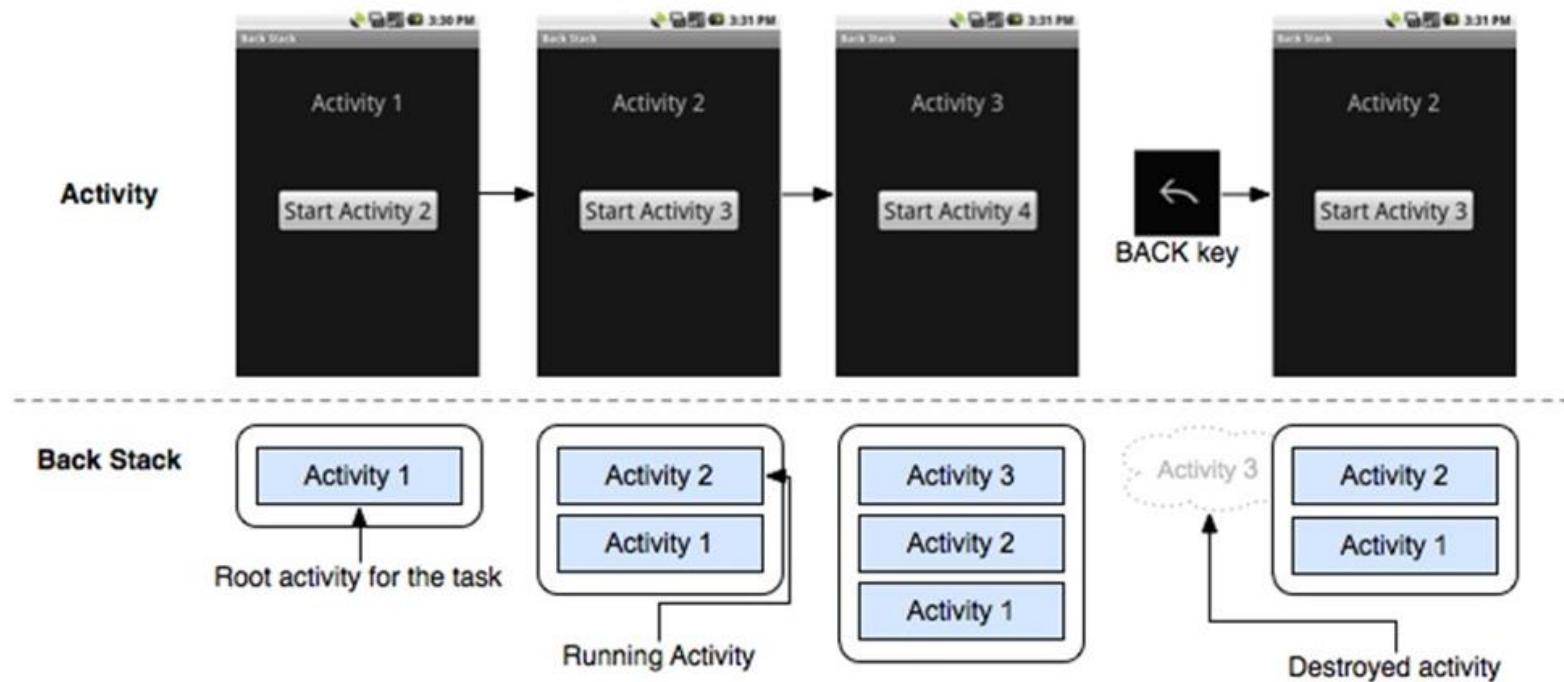 3:30 PM
3:31 PM
3:31 PM
3:31 PM
Back Stack
Back Stack
Back Stack
Back Stack
Activity 1
Activity 2
Activity 3
Activity 2
Activity
Start Activity 2
Start Activity 3
Start Activity 4
Start Activity 3
BACK key
Back Stack
Activity 1
Root activity for the task
Activity 2
Activity 1
Running Activity
Activity 3
Activity 2
Activity 1
Activity 3
Activity 2
Activity 1
Destroyed activity